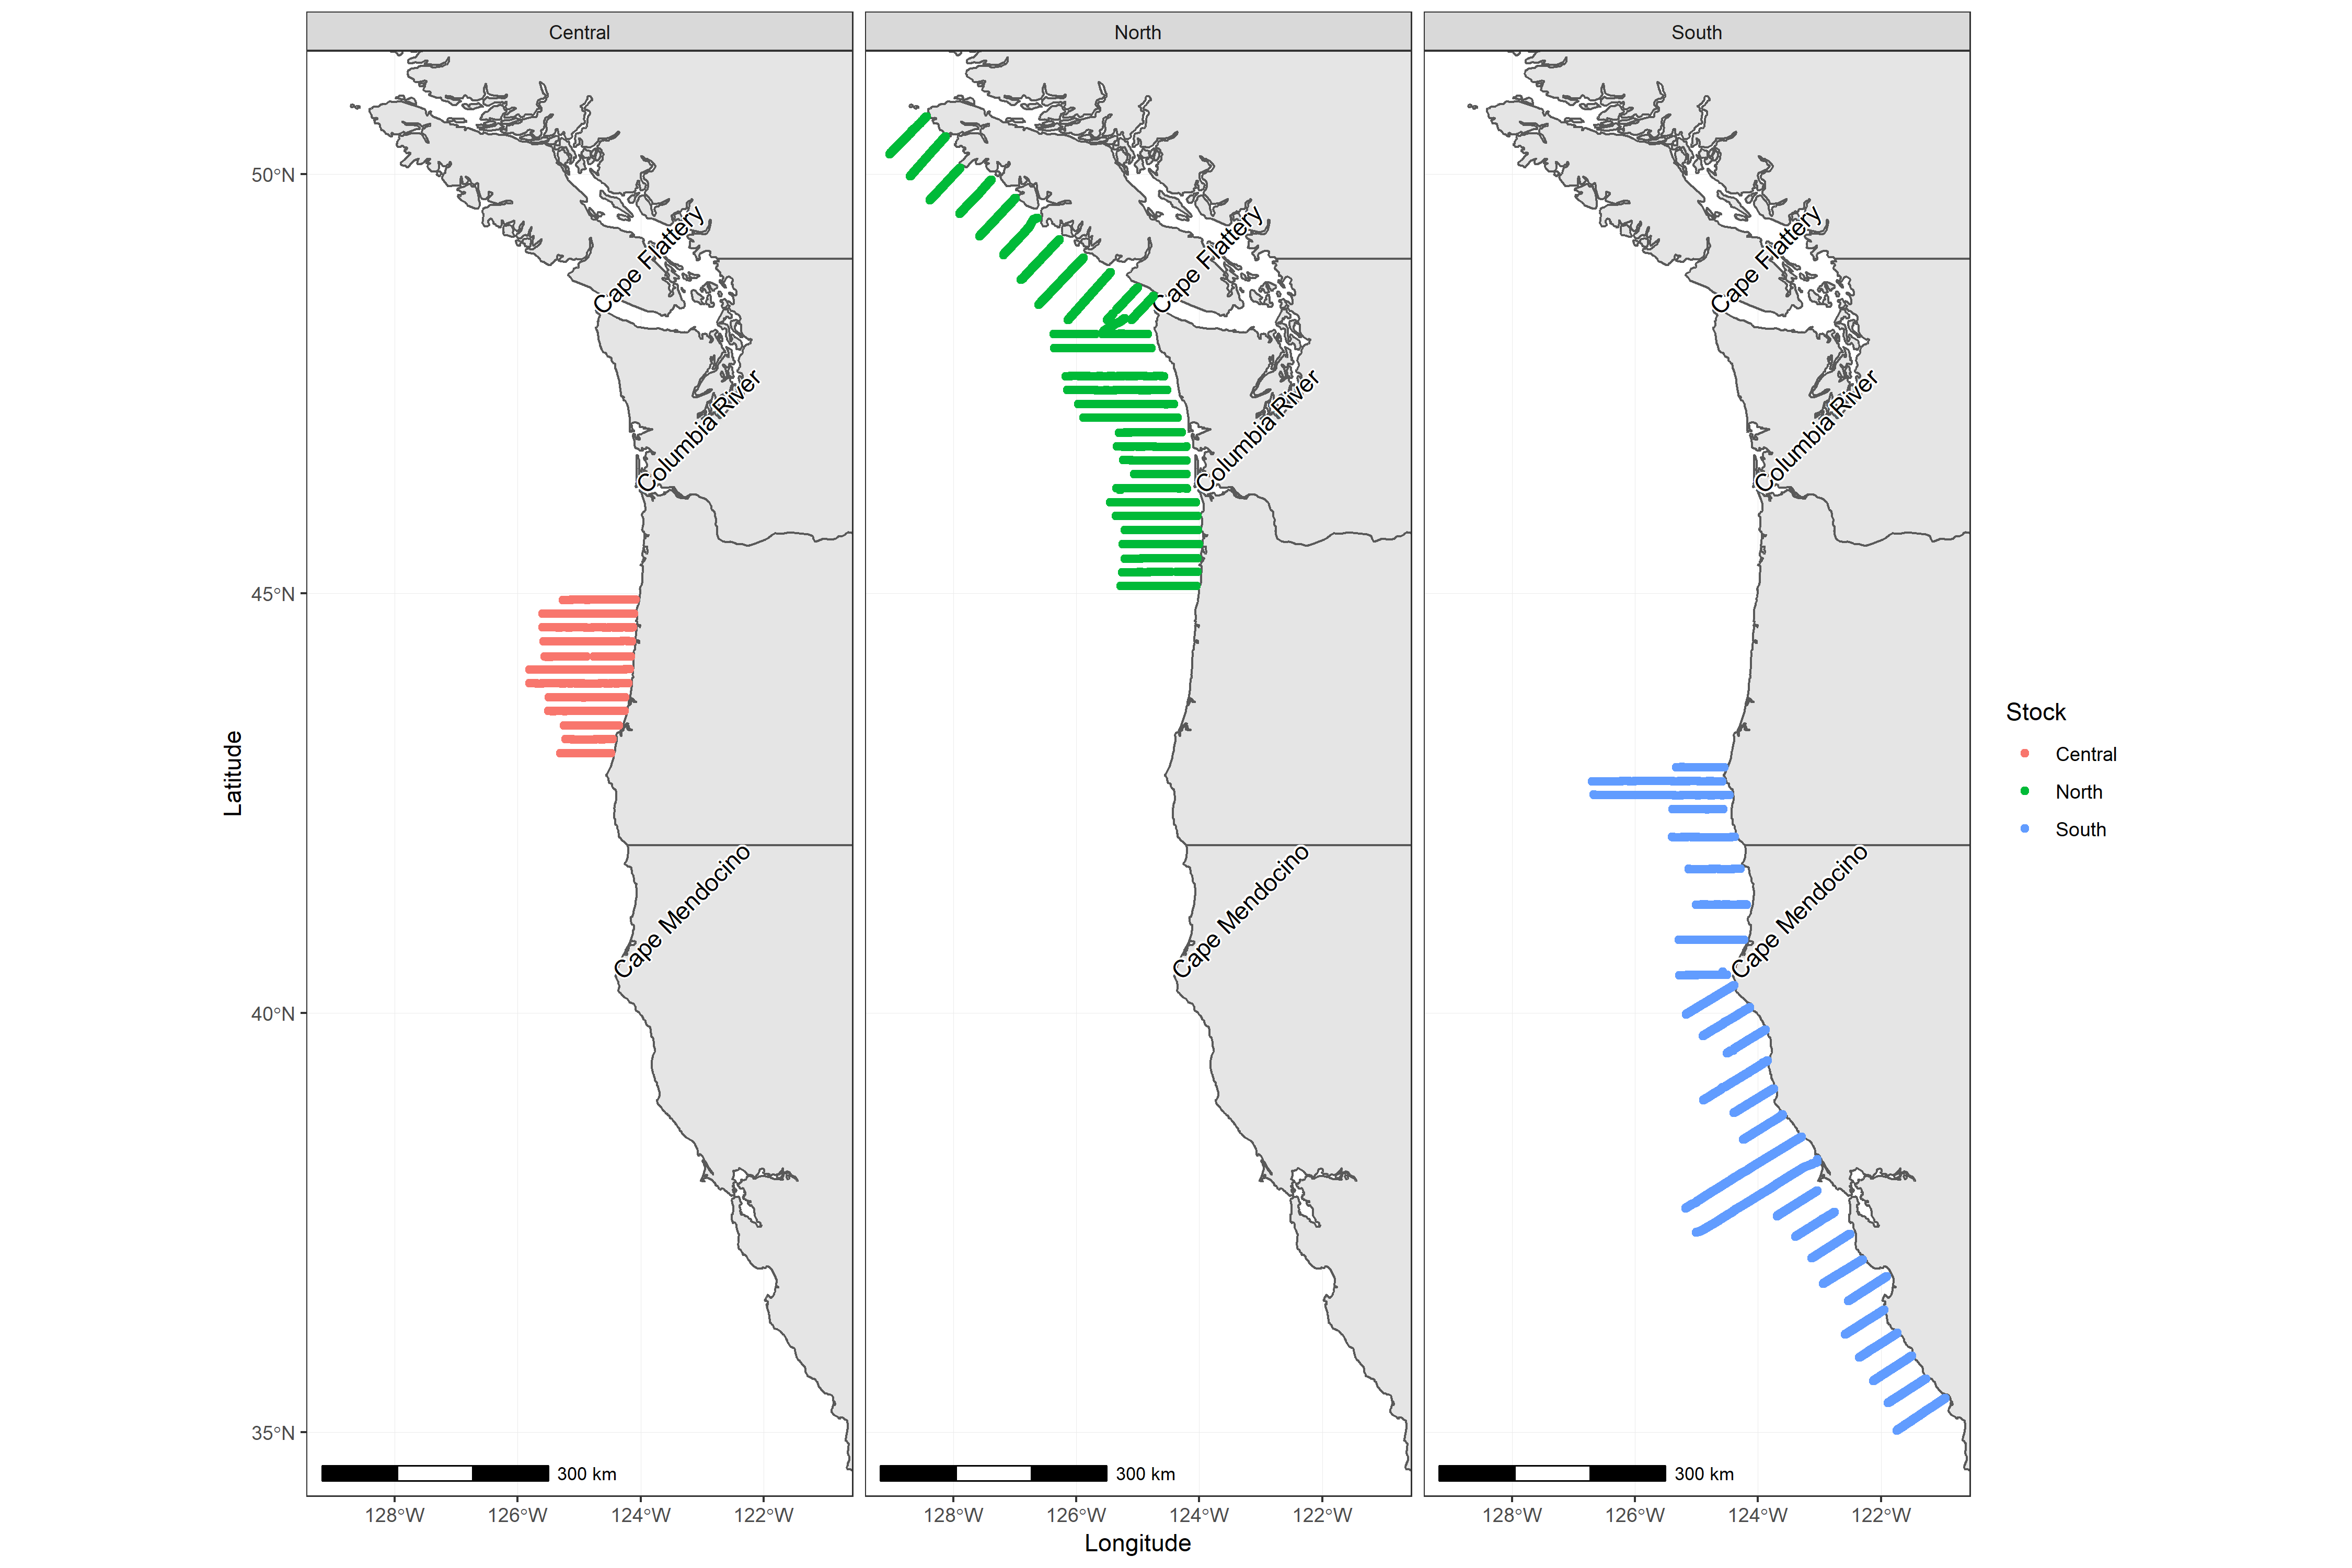 Central
North
South
Cape Flattery
Cape Flattery
Cape Flattery
Columbia River
Columbia River
Columbia River
Cape Mendocino
Cape Mendocino
Cape Mendocino
50°N
45°N
40°N
35°N
Latitude
300 km
300 km
300 km
128°W 126°W 124°W 122°W
128°W 126°W 124°W 122°W
128°W 126°W 124°W 122°W
Longitude
Stock
Central
North
South